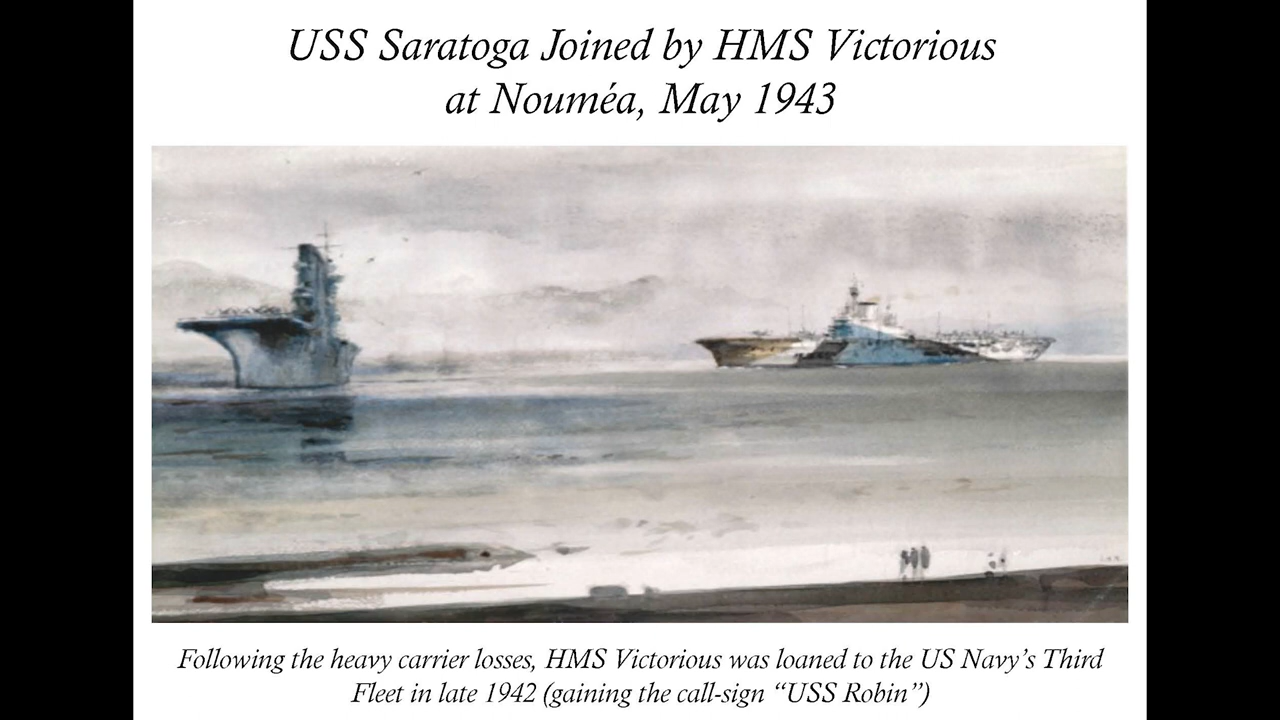 USS Saratoga Joined by HMS Victorious
at Nouméa, May 1943
Following the heavy carrier losses, HMS Victorious was loaned to the US Navy’s Third
Fleet in late 1942 (gaining the call-sign “USS Robin”)